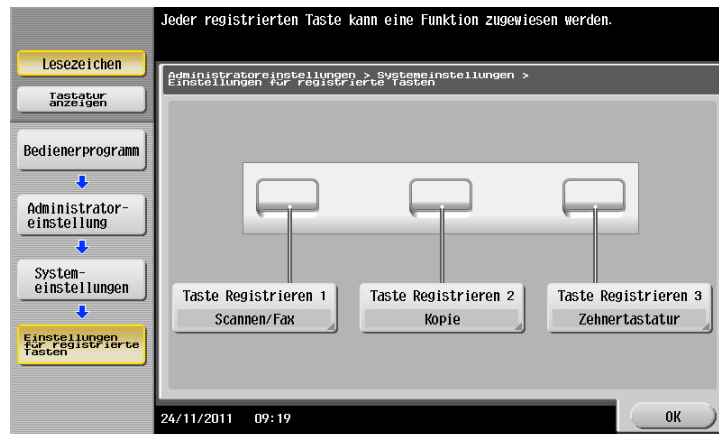 Jeder registrierten Taste kann eine Funktion zugewiesen werden.
Lesezeichen
Tastatur
anzeigen
Bedienerprogramm
Administrator-
einstellung
System-
einstellungen
Einstellungen
für registrierte
Tasten
Administratoreinstellungen > Systemeinstellungen >
Einstellungen für registrierte Tasten
Taste Registrieren 1
Scannen/Fax
Taste Registrieren 2
Kopie
Taste Registrieren 3
Zehnertastatur
24/11/2011 09:19
OK